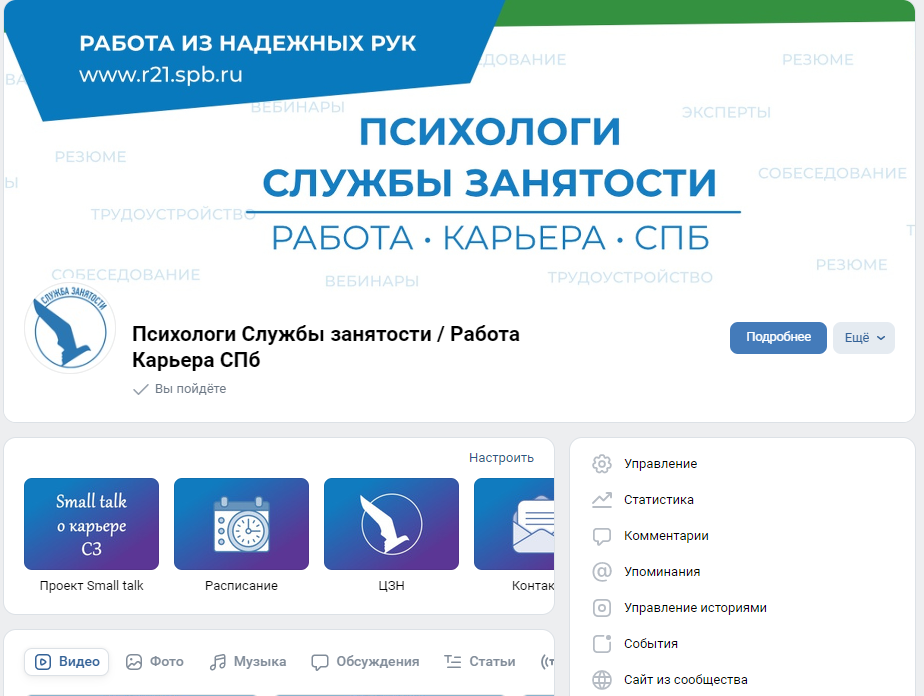 РАБОТА ИЗ НАДЕЖНЫХ РУК
www.r21.spb.ru
ДОВАНИЕ
РЕЗЮМЕ
ВА
ВЕБИНАРЫ
ЭКСПЕРТЫ
ПСИХОЛОГИ
РЕЗЮМЕ
СЛУЖБЫ ЗАНЯТОСТИ
СОБЕСЕДОВАНИЕ
Ы
ТРУДОУСТРОЙСТВО
РАБОТА • КАРЬЕРА • СПБ
Т
РЕЗЮМЕ
СОБЕСЕДОВАНИЕ
ВЕБИНАРЫ
ТРУДОУСТРОЙСТВО
СЛУЖБА ЗАНЯТОСТИ
Психологи Службы занятости / Работа
Карьера СПб
Вы пойдёте
Подробнее
Ещё
Настроить
Small talk
о карьере
СЗ
Проект Small talk
Расписание
ЦЗН
Контак
Видео
Фото
Музыка
Обсуждения
Статьи
Управление
Статистика
Комментарии
Упоминания
Управление историями
События
Сайт из сообщества